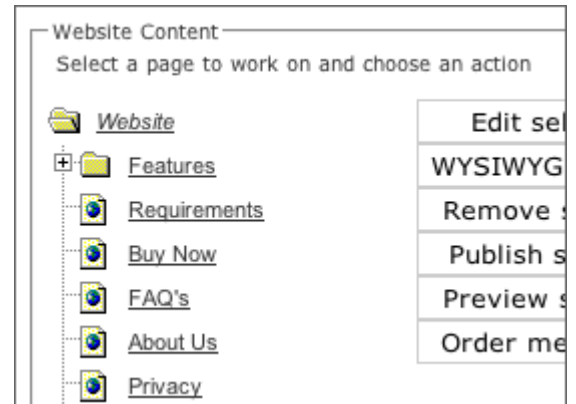 Website Content
Select a page to work on and choose an action
Website
Features
Requirements
Buy Now
FAQ's
About Us
Privacy
Edit sel
WYSIWYG
Remove
Publish s
Preview
Order me